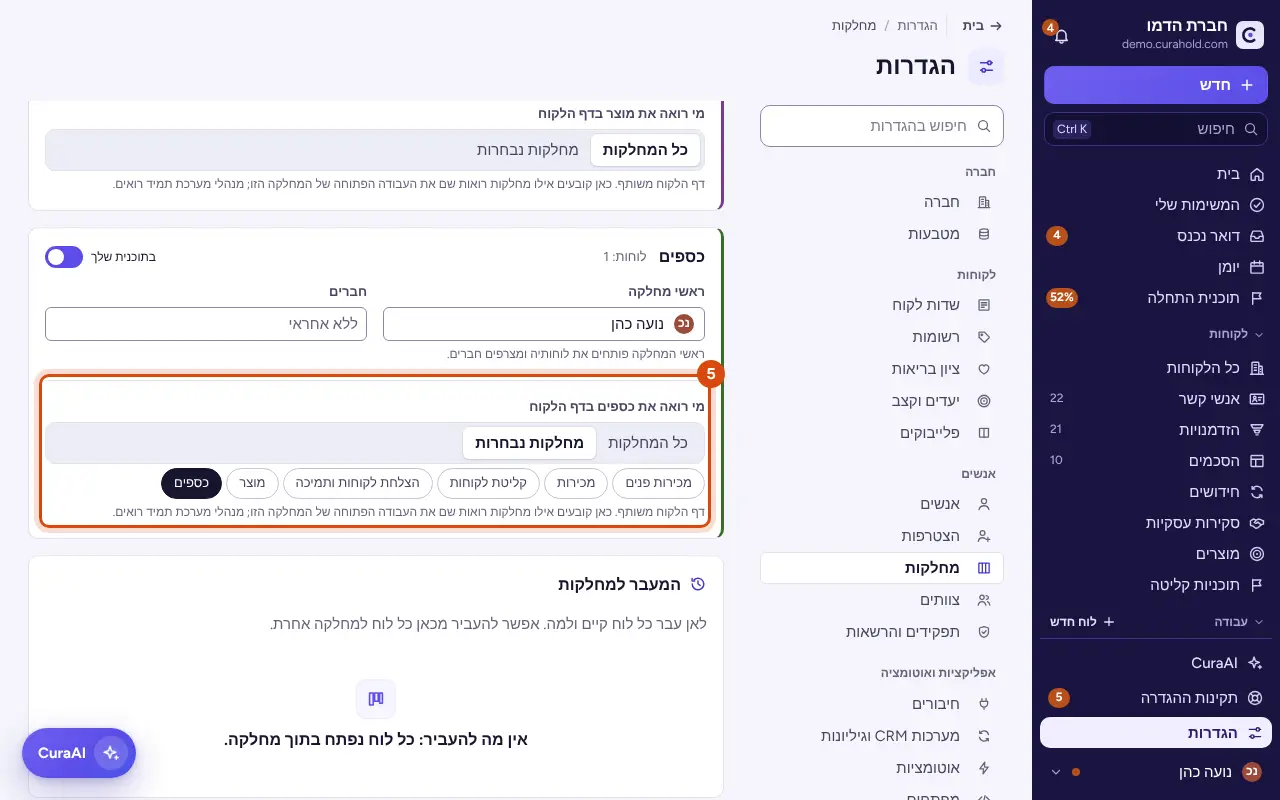 חברת הדמו
demo.curahold.com
4
חדש
חיפוש
Ctrl K
בית
המשימות שלי
דואר נכנס
4
יומן
תוכנית התחלה
52%
לקוחות
כל הלקוחות
אנשי קשר
22
הזדמנויות
21
הסכמים
10
חידושים
סקירות עסקיות
מוצרים
תוכניות קליטה
עבודה
+ לוח חדש
CuraAI
תקינות ההגדרה
5
הגדרות
נכ
נועה כהן
בית
הגדרות / מחלקות
הגדרות
חיפוש בהגדרות
חברה
חברה
מטבעות
לקוחות
שדות לקוח
רשומות
ציון בריאות
יעדים וקצב
פלייבוקים
אנשים
אנשים
הצטרפות
מחלקות
צוותים
תפקידים והרשאות
אפליקציות ואוטומציה
חיבורים
מערכות CRM וגיליונות
אוטומציות
מפתחים
מי רואה את מוצר בדף הלקוח
כל המחלקות
מחלקות נבחרות
דף הלקוח משותף. כאן קובעים אילו מחלקות רואות שם את העבודה הפתוחה של המחלקה הזו; מנהלי מערכת תמיד רואים.
כספים
לוחות: 1
בתוכנית שלך
ראשי מחלקה
חברים
נכ
נועה כהן
ללא אחראי
ראשי המחלקה פותחים את לוחותיה ומצרפים חברים.
5
מי רואה את כספים בדף הלקוח
כל המחלקות
מחלקות נבחרות
מכירות פנים
מכירות
קליטת לקוחות
הצלחת לקוחות ותמיכה
מוצר
כספים
דף הלקוח משותף. כאן קובעים אילו מחלקות רואות שם את העבודה הפתוחה של המחלקה הזו; מנהלי מערכת תמיד רואים.
המעבר למחלקות
לאן עבר כל לוח קיים ולמה. אפשר להעביר מכאן כל לוח למחלקה אחרת.
אין מה להעביר: כל לוח נפתח בתוך מחלקה.
CuraAI